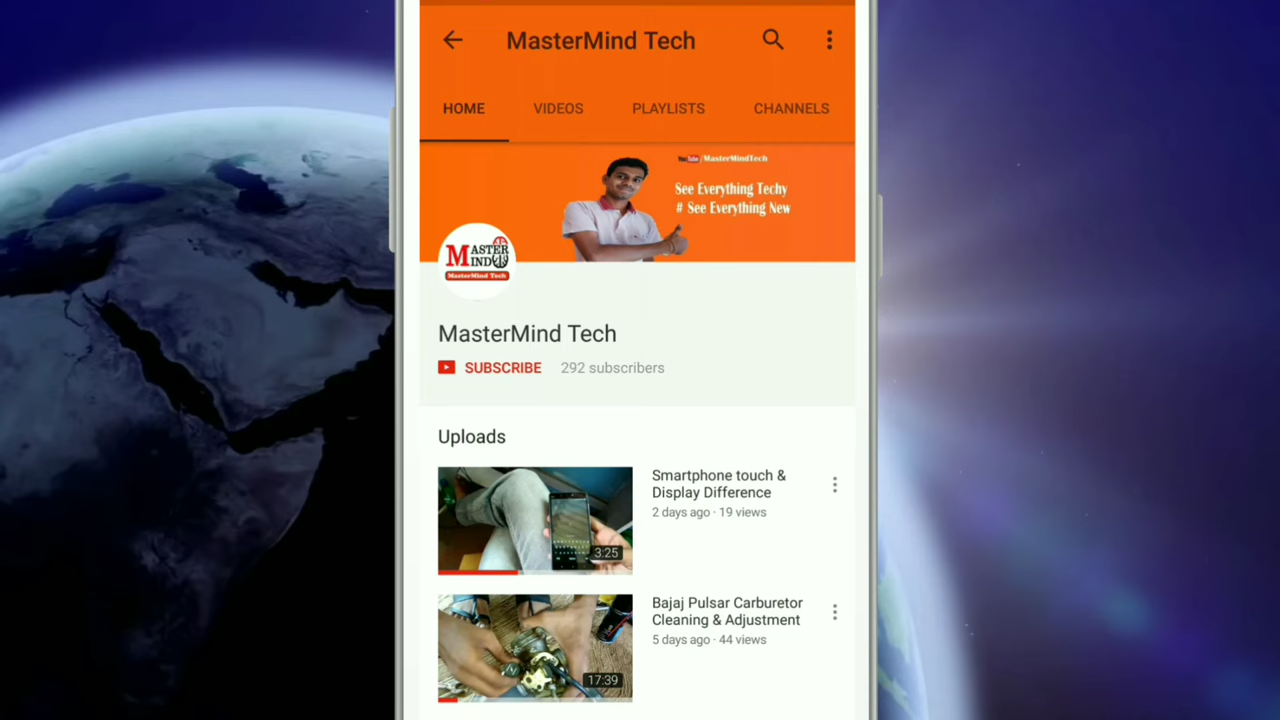 MasterMind Tech
HOME VIDEOS PLAYLISTS CHANNELS
YouTube/MasterMindTech
See Everything Techy
# See Everything New
MASTER
MIND
MasterMind Tech
MasterMind Tech
SUBSCRIBE 292 subscribers
Uploads
Smartphone touch &
Display Difference
2 days ago · 19 views
3:25
Bajaj Pulsar Carburetor
Cleaning & Adjustment
5 days ago · 44 views
17:39